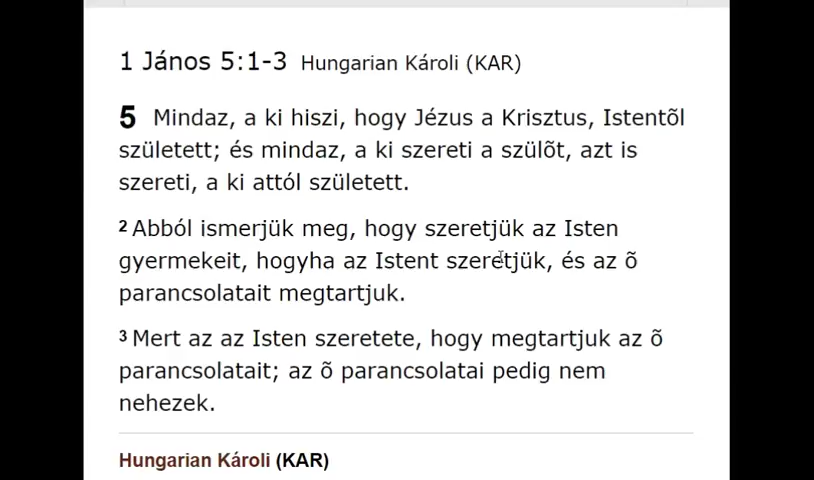 1 János 5:1-3 Hungarian Károli (KAR)
5 Mindaz, a ki hiszi, hogy Jézus a Krisztus, Istentõl
született; és mindaz, a ki szereti a szülõt, azt is
szereti, a ki attól született.
2 Abból ismerjük meg, hogy szeretjük az Isten
gyermekeit, hogyha az Istent szeretjük, és az õ
parancsolatait megtartjuk.
3 Mert az az Isten szeretete, hogy megtartjuk az õ
parancsolatait; az õ parancsolatai pedig nem
nehezek.
Hungarian Károli (KAR)